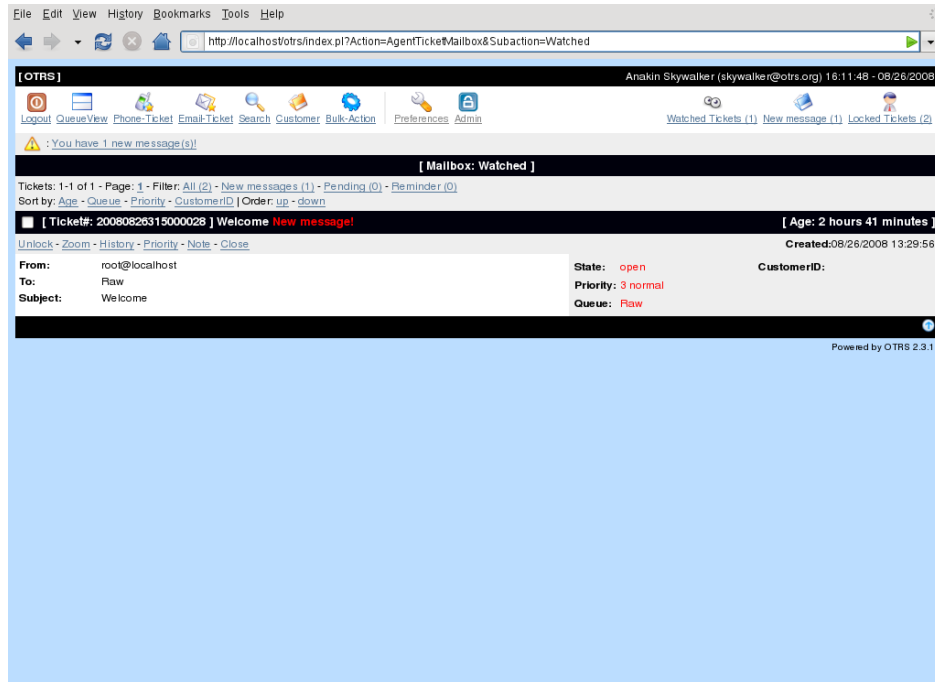 File Edit View History Bookmarks Tools Help
http://localhost/otrs/index.pl?Action=AgentTicketMailbox&Subaction=Watched
[ OTRS ] Anakin Skywalker (skywalker@otrs.org) 16:11:48 - 08/26/2008
Logout QueueView Phone-Ticket Email-Ticket Search Customer Bulk-Action Preferences Admin Watched Tickets (1) New message (1) Locked Tickets (2)
: You have 1 new message(s)!
[ Mailbox: Watched ]
Tickets: 1-1 of 1 - Page: 1 - Filter: All (2) - New messages (1) - Pending (0) - Reminder (0)
Sort by: Age - Queue - Priority - CustomerID | Order: up - down
[ Ticket#: 20080826315000028 ] Welcome New message! [ Age: 2 hours 41 minutes ]
Unlock - Zoom - History - Priority - Note - Close Created:08/26/2008 13:29:56
From: root@localhost State: open CustomerID:
To: Raw Priority: 3 normal
Subject: Welcome Queue: Raw
Powered by OTRS 2.3.1